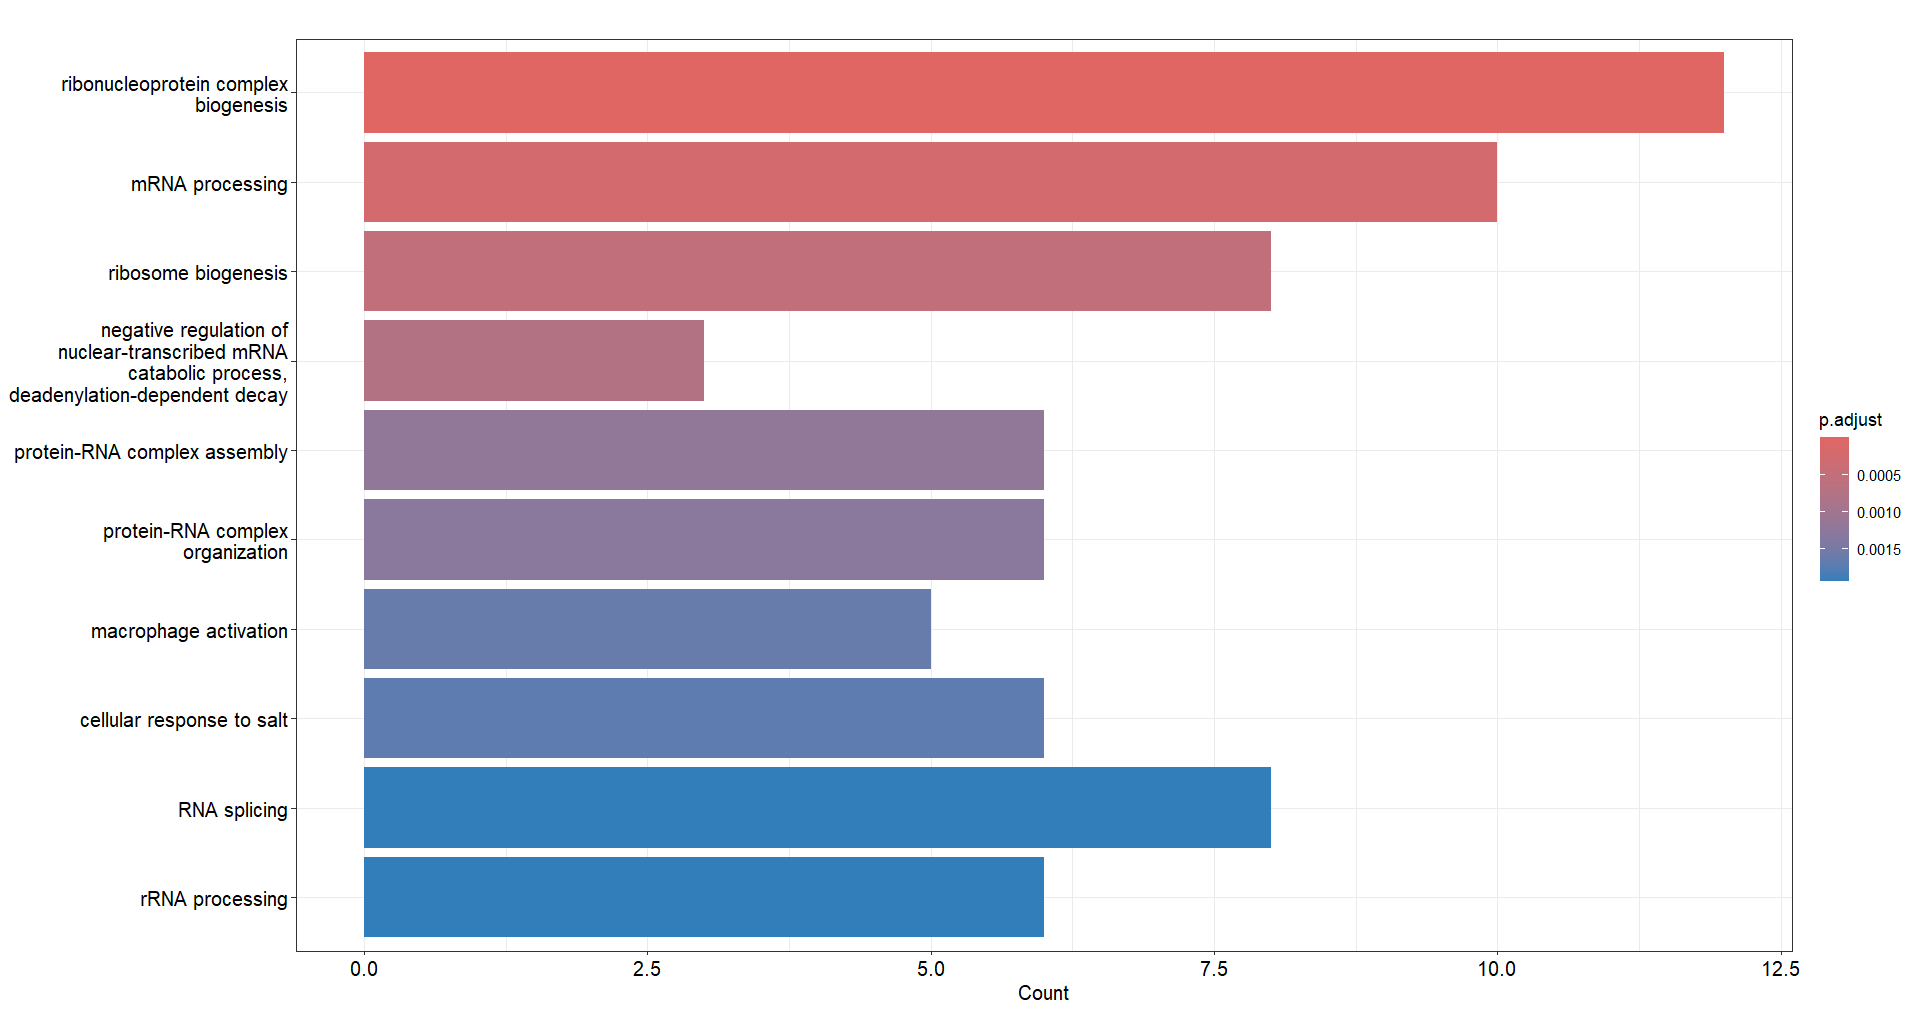 ribonucleoprotein complex
biogenesis
mRNA processing
ribosome biogenesis
negative regulation of
nuclear-transcribed mRNA
catabolic process,
deadenylation-dependent decay
protein-RNA complex assembly
protein-RNA complex
organization
macrophage activation
cellular response to salt
RNA splicing
rRNA processing
0.0
2.5
5.0
7.5
10.0
12.5
Count
p.adjust
0.0005
0.0010
0.0015